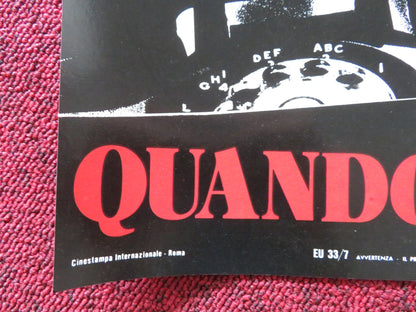 ABC
DEF
GHI
L
QUANDO
Cinestampa Internazionale - Roma
EU 33/7 AVVERTENZA - IL PR